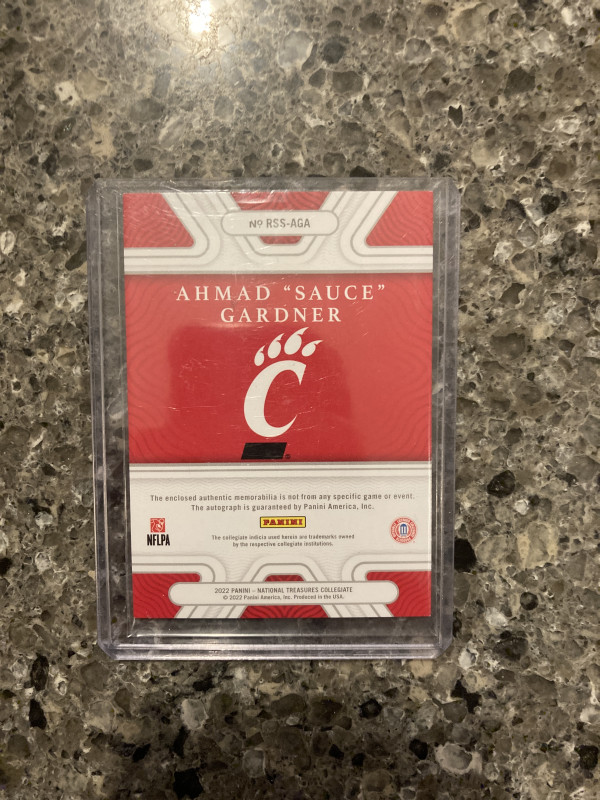 Nº RSS-AGA
AHMAD “SAUCE”
GARDNER
C
The enclosed authentic memorabilia is not from any specific game or event.
The autograph is guaranteed by Panini America, Inc.
PANINI
NFLPA
The collegiate indicia used herein are trademarks owned
by the respective collegiate institutions.
2022 PANINI – NATIONAL TREASURES COLLEGIATE
© 2022 Panini America, Inc. Produced in the USA.